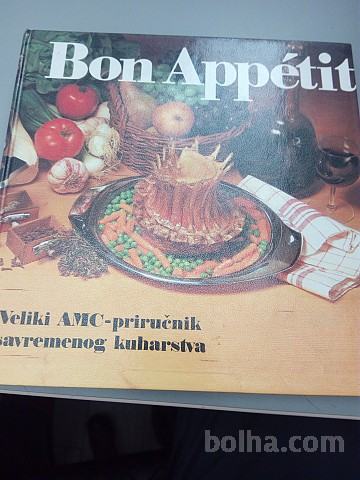 Bon Appétit
Veliki AMC-priručnik
savremenog kuharstva
bolha.com